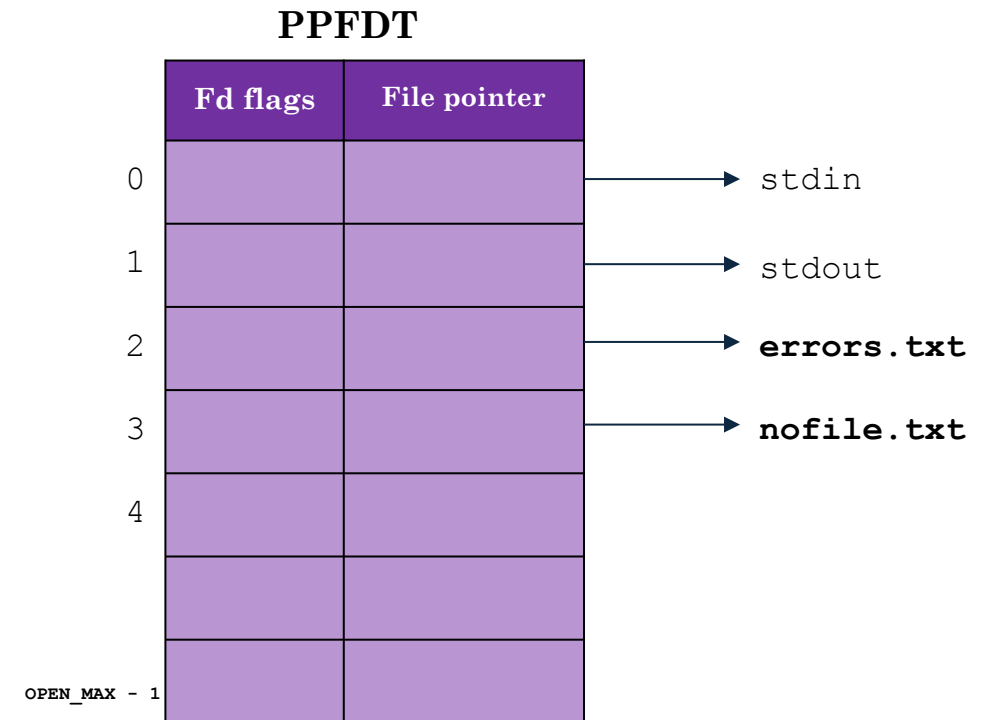 PPFDT
Fd flags File pointer
0 stdin
1 stdout
2 errors.txt
3 nofile.txt
4
OPEN_MAX - 1